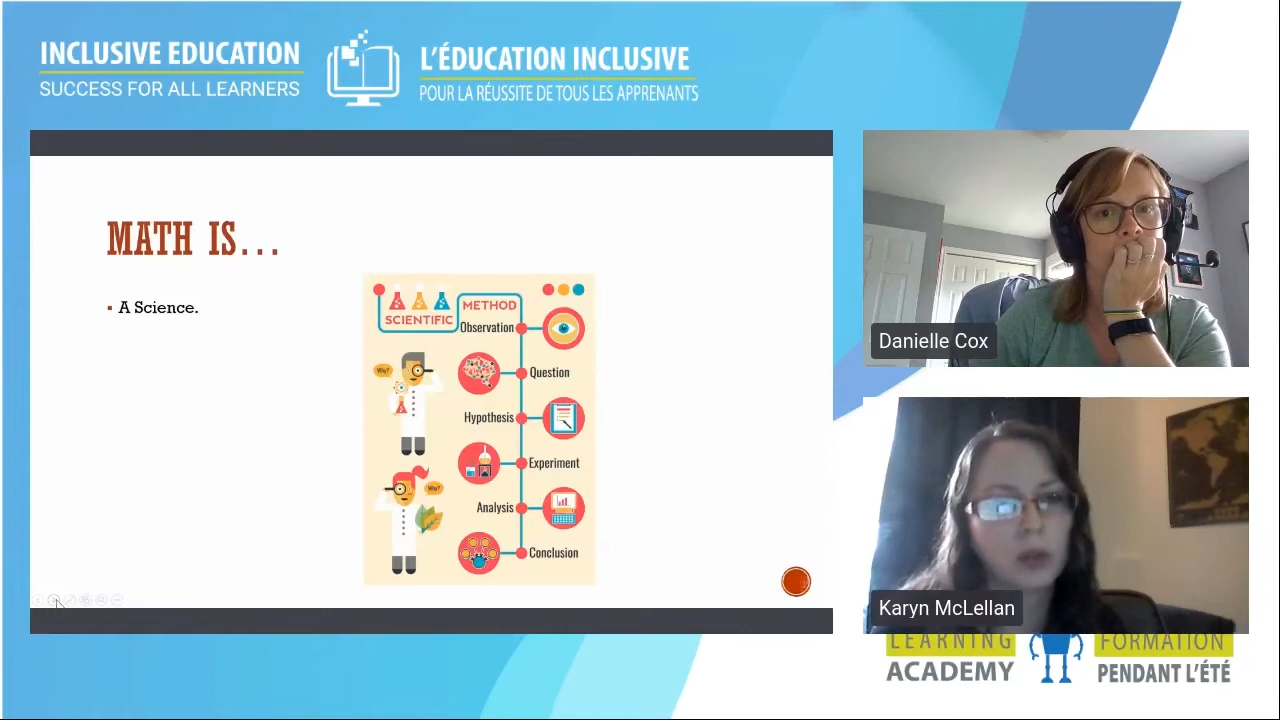 INCLUSIVE EDUCATION
SUCCESS FOR ALL LEARNERS
L'ÉDUCATION INCLUSIVE
POUR LA RÉUSSITE DE TOUS LES APPRENANTS
MATH IS...
▪ A Science.
SCIENTIFIC
METHOD
Observation
Question
Hypothesis
Experiment
Analysis
Conclusion
Why?
Why?
Danielle Cox
Karyn McLellan
LEARNING
ACADEMY
FORMATION
PENDANT L'ÉTÉ